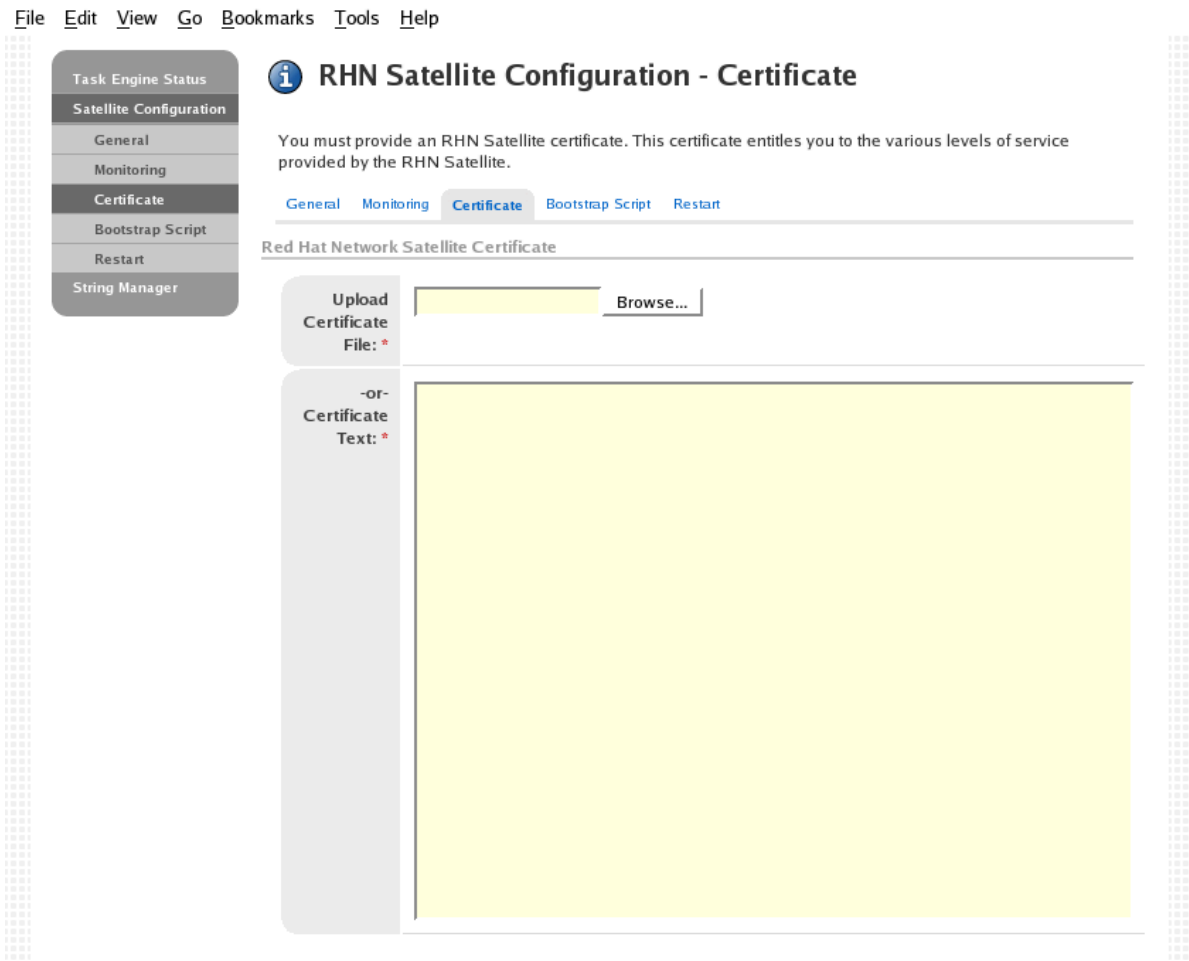 File Edit View Go Bookmarks Tools Help
Task Engine Status
Satellite Configuration
General
Monitoring
Certificate
Bootstrap Script
Restart
String Manager
RHN Satellite Configuration - Certificate
You must provide an RHN Satellite certificate. This certificate entitles you to the various levels of service
provided by the RHN Satellite.
General Monitoring Certificate Bootstrap Script Restart
Red Hat Network Satellite Certificate
Upload
Certificate
File: *
Browse...
-or-
Certificate
Text: *